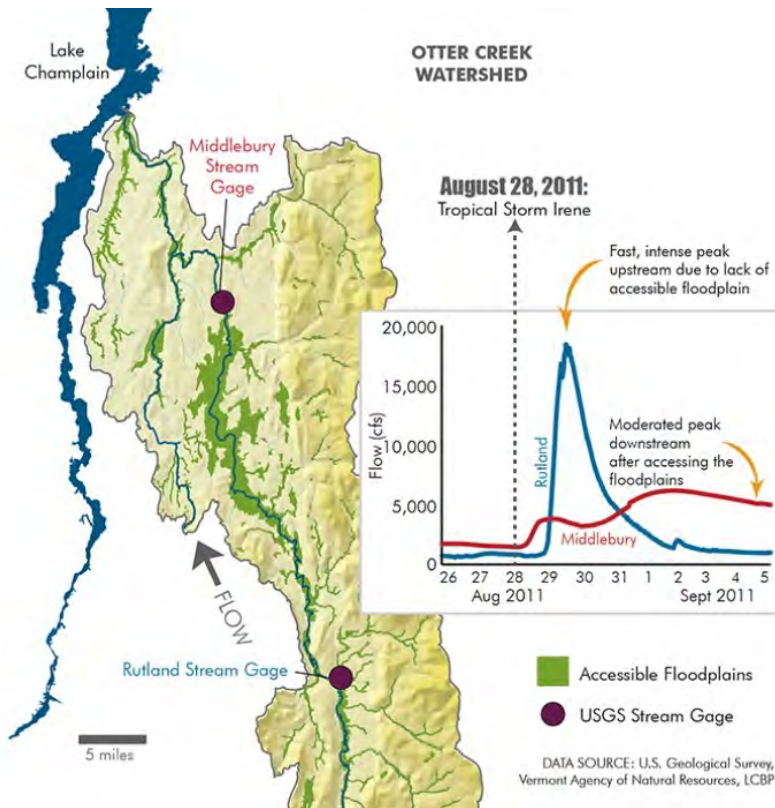 Lake
Champlain
OTTER CREEK
WATERSHED
Middlebury
Stream
Gage
August 28, 2011:
Tropical Storm Irene
Fast, intense peak
upstream due to lack of
accessible floodplain
20,000
15,000
10,000
5,000
0
Flow (cfs)
Rutland
Moderated peak
downstream
after accessing the
floodplains
Middlebury
26 27 28 29 30 31 1 2 3 4 5
Aug 2011 Sept 2011
FLOW
Rutland Stream Gage
Accessible Floodplains
USGS Stream Gage
5 miles
DATA SOURCE: U.S. Geological Survey,
Vermont Agency of Natural Resources, LCBP